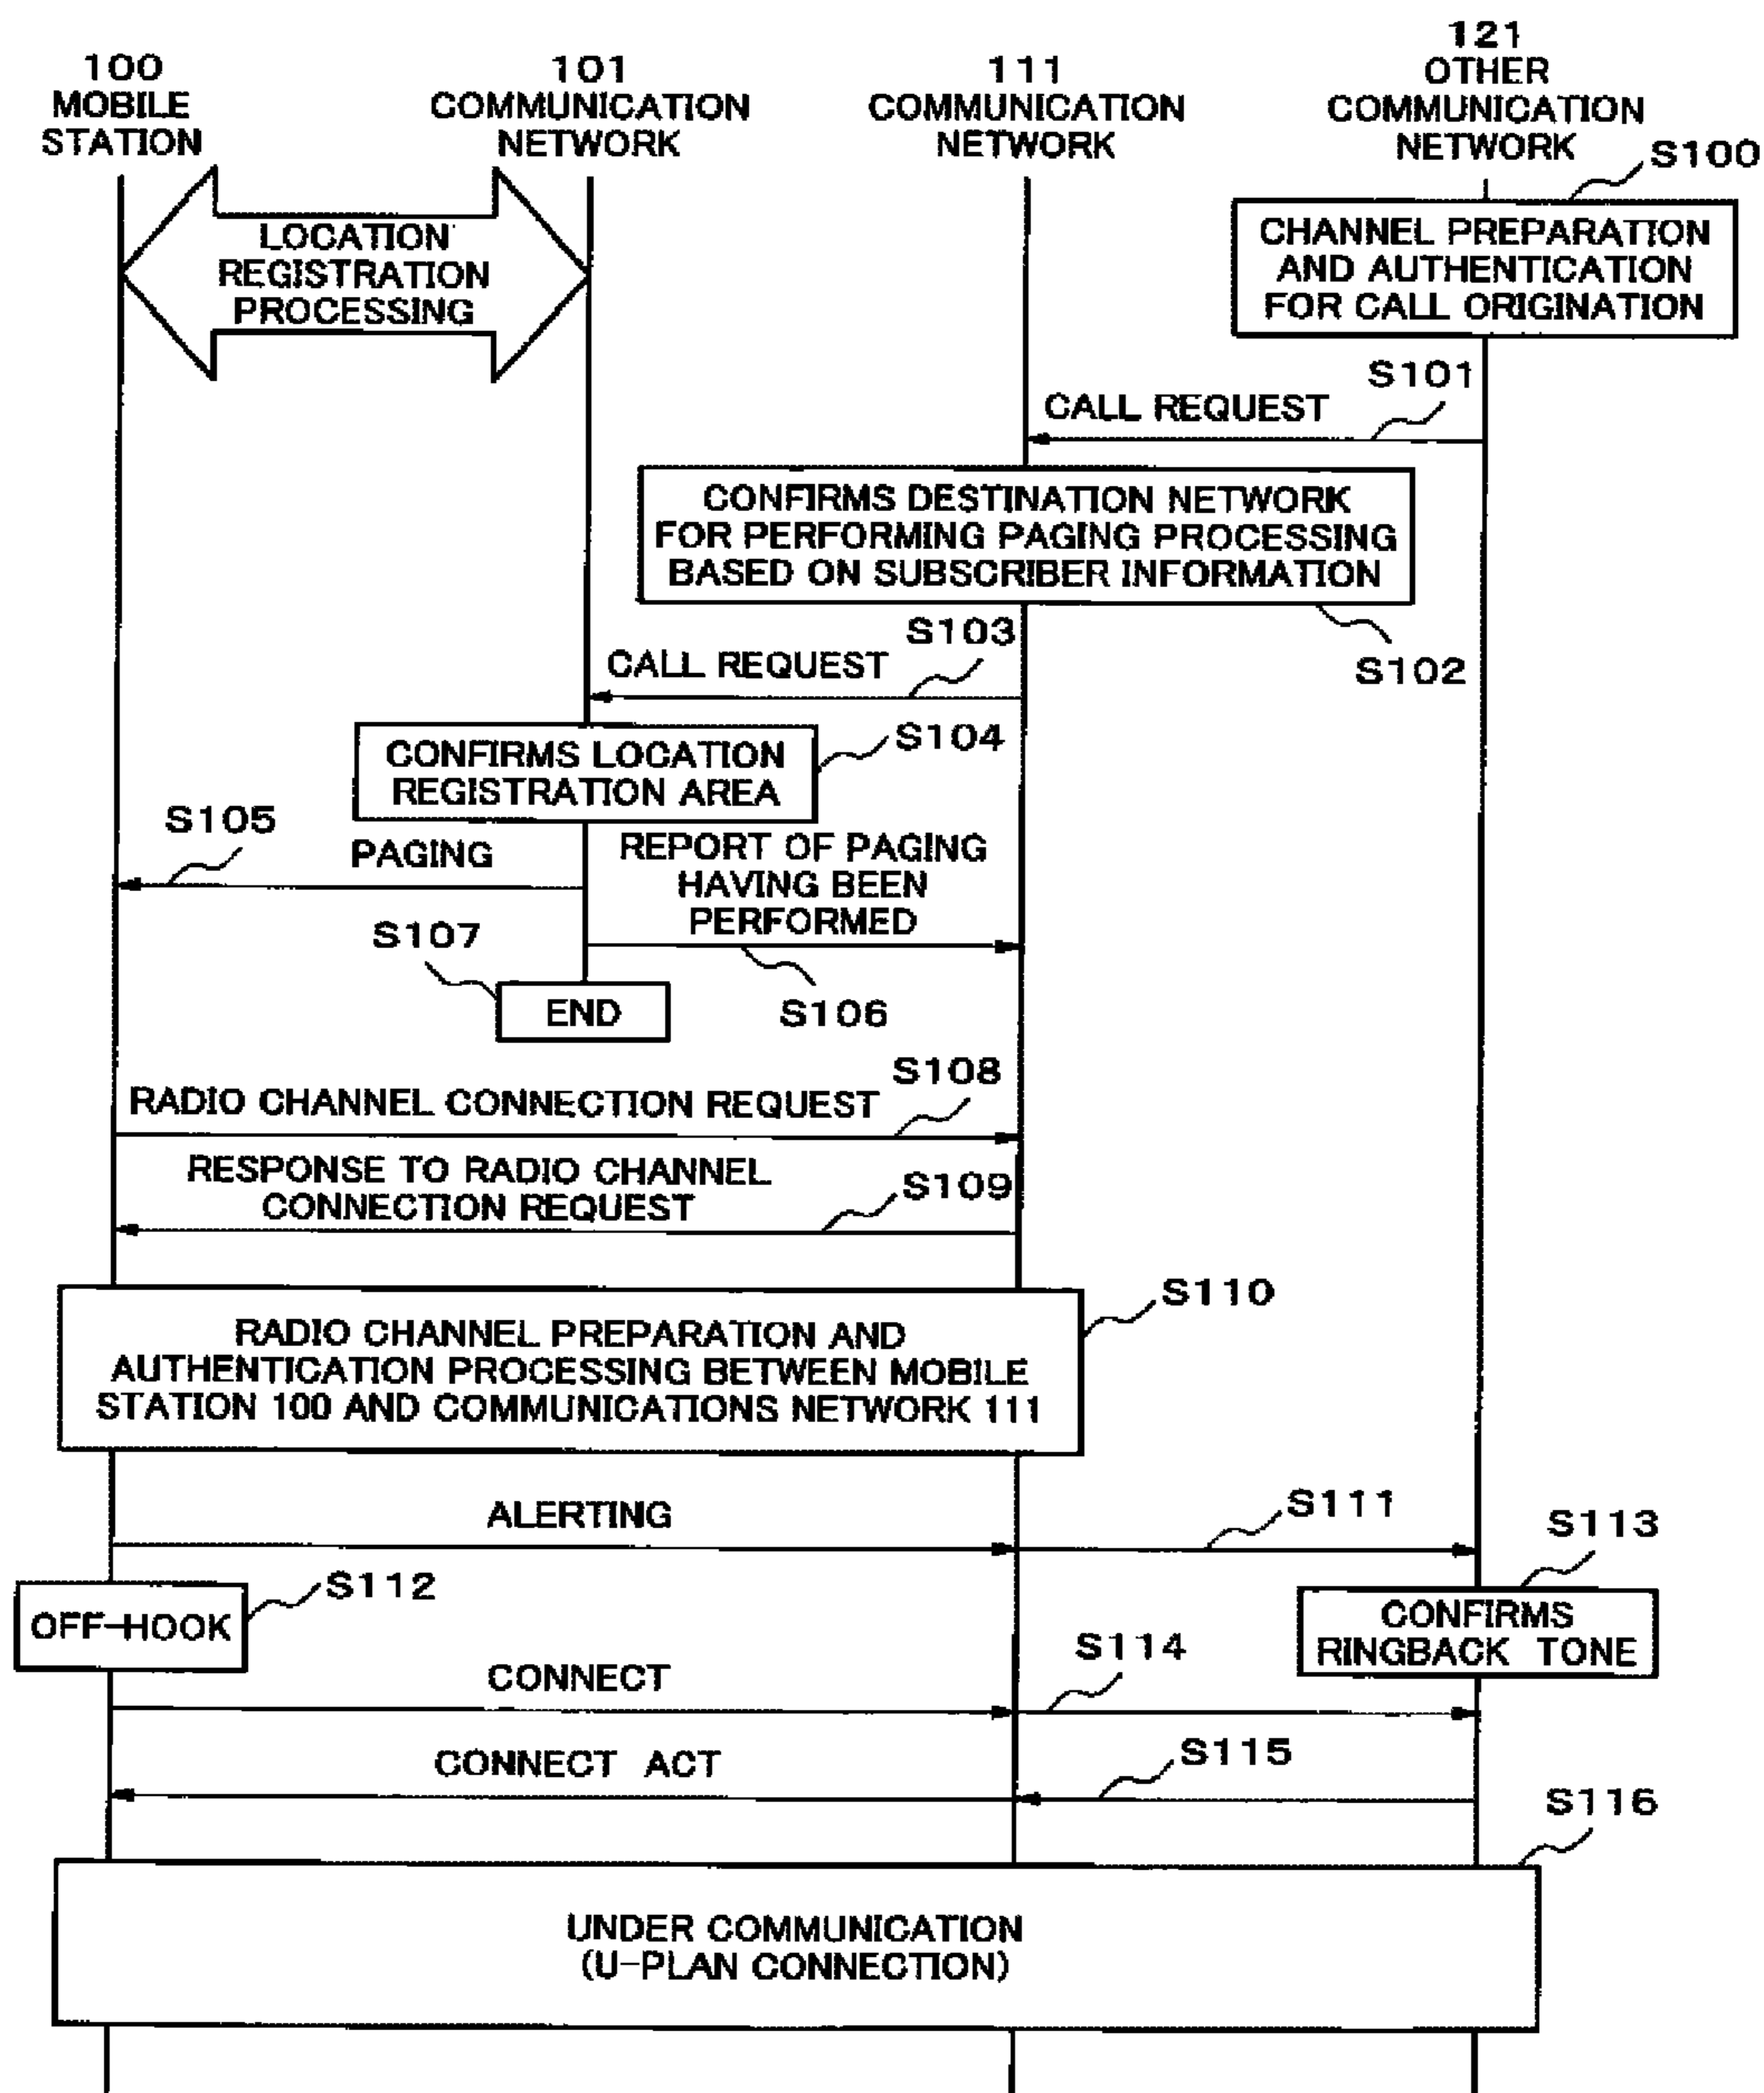 100
MOBILE
STATION
101
COMMUNICATION
NETWORK
111
COMMUNICATION
NETWORK
121
OTHER
COMMUNICATION
NETWORK
S100
LOCATION
REGISTRATION
PROCESSING
CHANNEL PREPARATION
AND AUTHENTICATION
FOR CALL ORIGINATION
S101
CALL REQUEST
CONFIRMS DESTINATION NETWORK
FOR PERFORMING PAGING PROCESSING
BASED ON SUBSCRIBER INFORMATION
S102
S103
CALL REQUEST
CONFIRMS LOCATION
REGISTRATION AREA
S104
S105
PAGING
REPORT OF PAGING
HAVING BEEN
PERFORMED
S107
END
S106
S108
RADIO CHANNEL CONNECTION REQUEST
RESPONSE TO RADIO CHANNEL
CONNECTION REQUEST
S109
S110
RADIO CHANNEL PREPARATION AND
AUTHENTICATION PROCESSING BETWEEN MOBILE
STATION 100 AND COMMUNICATIONS NETWORK 111
ALERTING
S111
S113
S112
OFF-HOOK
CONFIRMS
RINGBACK TONE
CONNECT
S114
CONNECT ACT
S115
S116
UNDER COMMUNICATION
(U-PLAN CONNECTION)